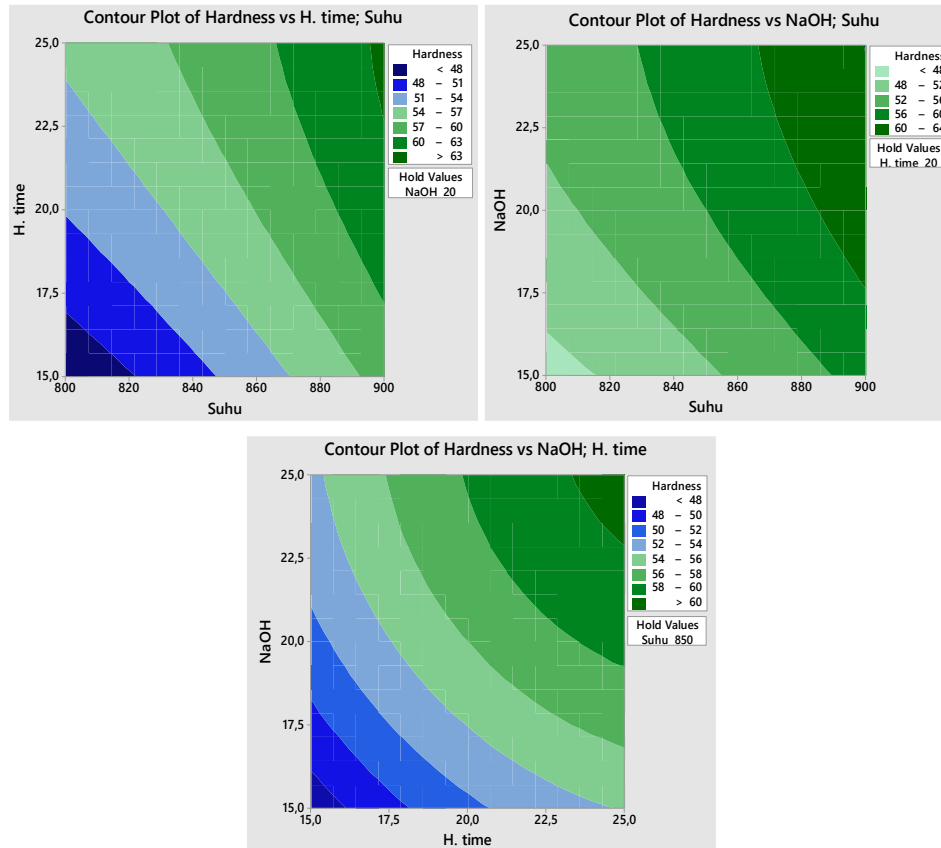 Contour Plot of Hardness vs H. time; Suhu
25,0
22,5
20,0
17,5
15,0
800 820 840 860 880 900
H. time
Suhu
Hardness
< 48
48 – 51
51 – 54
54 – 57
57 – 60
60 – 63
> 63
Hold Values
NaOH 20
Contour Plot of Hardness vs NaOH; Suhu
25,0
22,5
20,0
17,5
15,0
800 820 840 860 880 900
NaOH
Suhu
Hardness
< 48
48 – 52
52 – 56
56 – 60
60 – 64
Hold Values
H. time 20
Contour Plot of Hardness vs NaOH; H. time
25,0
22,5
20,0
17,5
15,0
15,0 17,5 20,0 22,5 25,0
NaOH
H. time
Hardness
< 48
48 – 50
50 – 52
52 – 54
54 – 56
56 – 58
58 – 60
> 60
Hold Values
Suhu 850